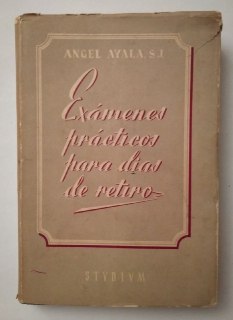 ANGEL AYALA, S.I.
Exámenes
prácticos
para días
de retiro
STVDIVM